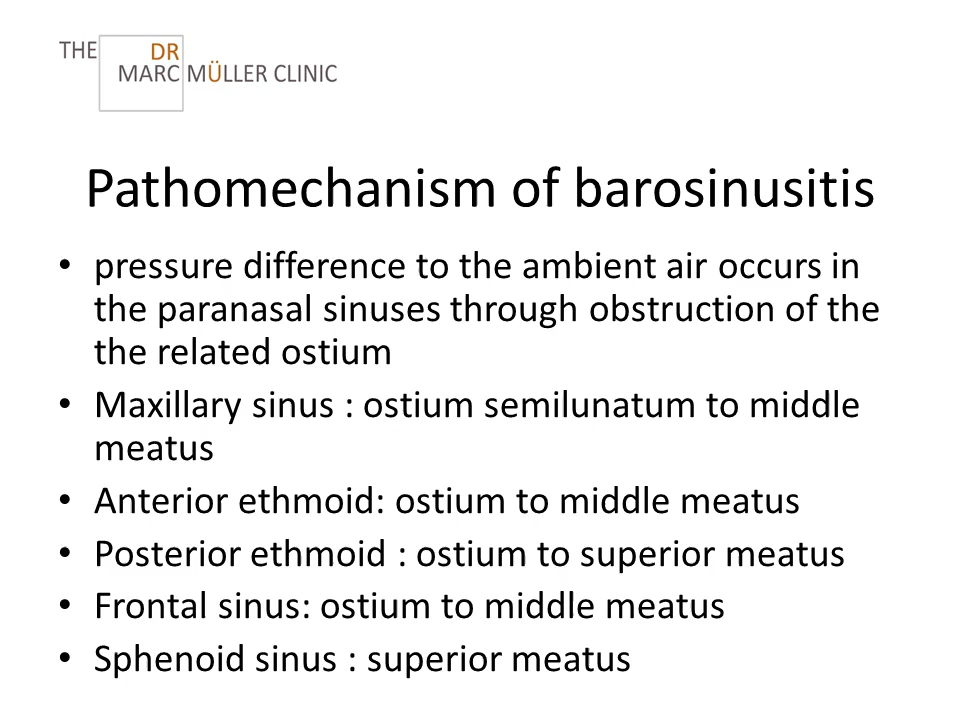 THE DR
MARC MÜLLER CLINIC
Pathomechanism of barosinusitis
• pressure difference to the ambient air occurs in
the paranasal sinuses through obstruction of the
the related ostium
• Maxillary sinus : ostium semilunatum to middle
meatus
• Anterior ethmoid: ostium to middle meatus
• Posterior ethmoid : ostium to superior meatus
• Frontal sinus: ostium to middle meatus
• Sphenoid sinus : superior meatus